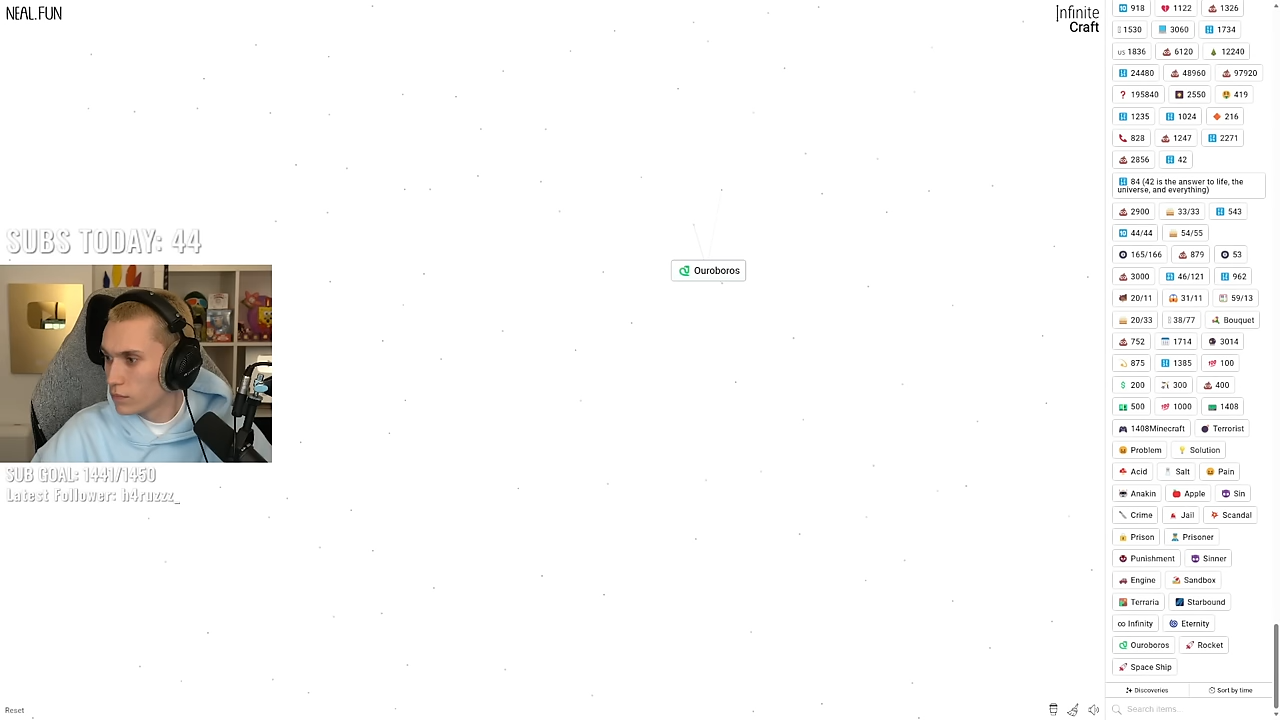 NEAL.FUN
Infinite
Craft
918 1122 1326
1530 3060 1734
US 1836 6120 12240
24480 48960 97920
195840 2550 419
1235 1024 216
828 1247 2271
2856 42
84 (42 is the answer to life, the
universe, and everything)
2900 33/33 543
44/44 54/55
165/166 879 53
3000 46/121 962
20/11 31/11 59/13
20/33 38/77 Bouquet
752 1714 3014
875 1385 100
200 300 400
500 1000 1408
1408Minecraft Terrorist
Problem Solution
Acid Salt Pain
Anakin Apple Sin
Crime Jail Scandal
Prison Prisoner
Punishment Sinner
Engine Sandbox
Terraria Starbound
Infinity Eternity
Ouroboros Rocket
Space Ship
Discoveries Sort by time
Search items...
Ouroboros
SUBS TODAY: 44
SUB GOAL: 1441/1450
Latest Follower: h4ruzzz_
Reset